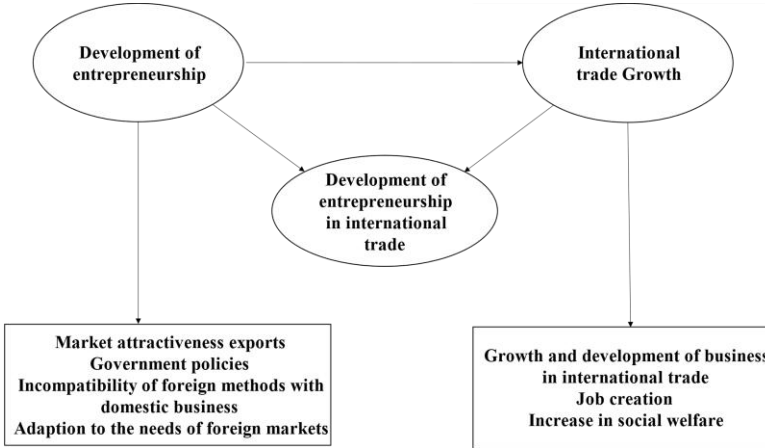 Development of
entrepreneurship
International
trade Growth
Development of
entrepreneurship
in international
trade
Market attractiveness exports
Government policies
Incompatibility of foreign methods with
domestic business
Adaption to the needs of foreign markets
Growth and development of business
in international trade
Job creation
Increase in social welfare